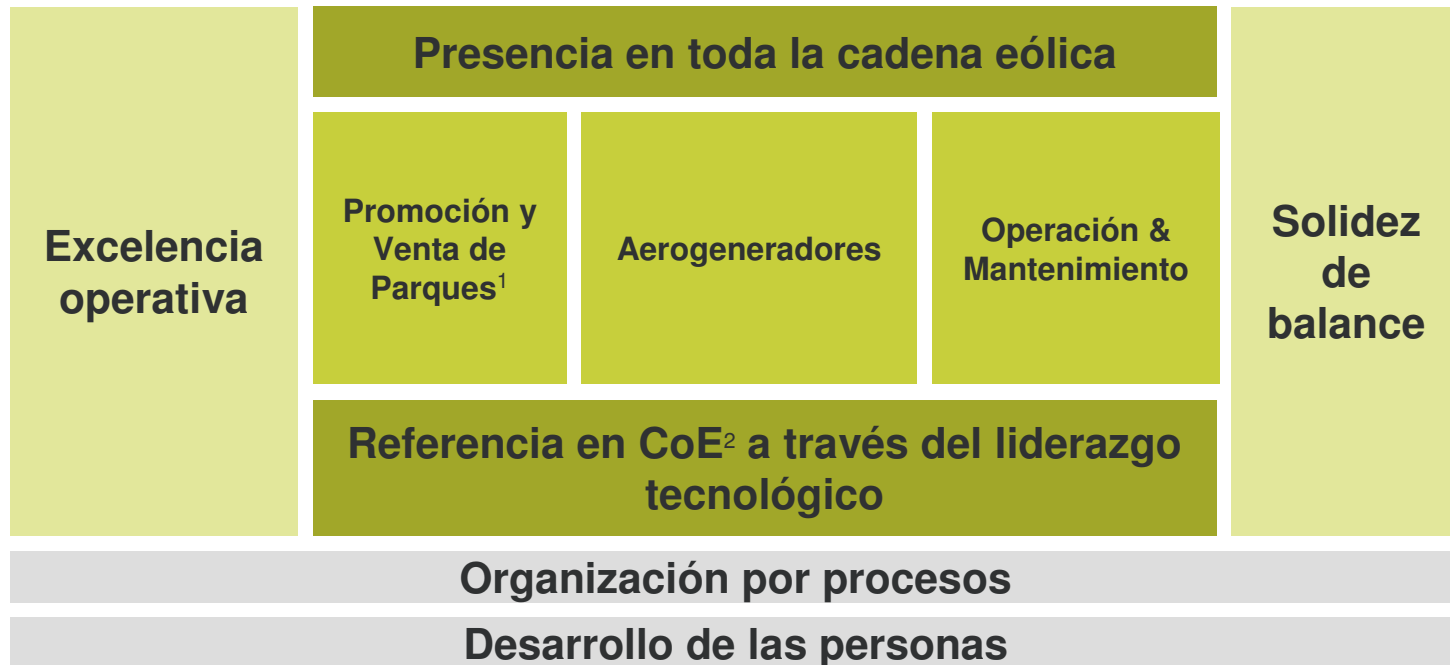 Presencia en toda la cadena eólica
Excelencia
operativa
Promoción y
Venta de
Parques¹
Aerogeneradores
Operación &
Mantenimiento
Solidez
de
balance
Referencia en CoE² a través del liderazgo
tecnológico
Organización por procesos
Desarrollo de las personas